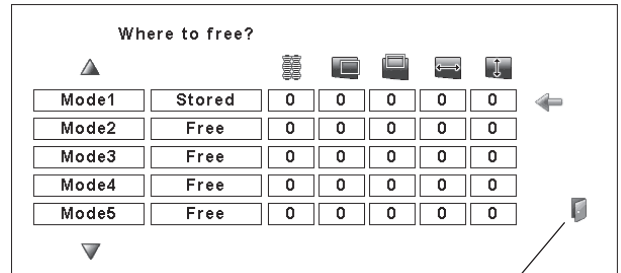 Where to free?
Mode1 Stored 0 0 0 0 0
Mode2 Free 0 0 0 0 0
Mode3 Free 0 0 0 0 0
Mode4 Free 0 0 0 0 0
Mode5 Free 0 0 0 0 0